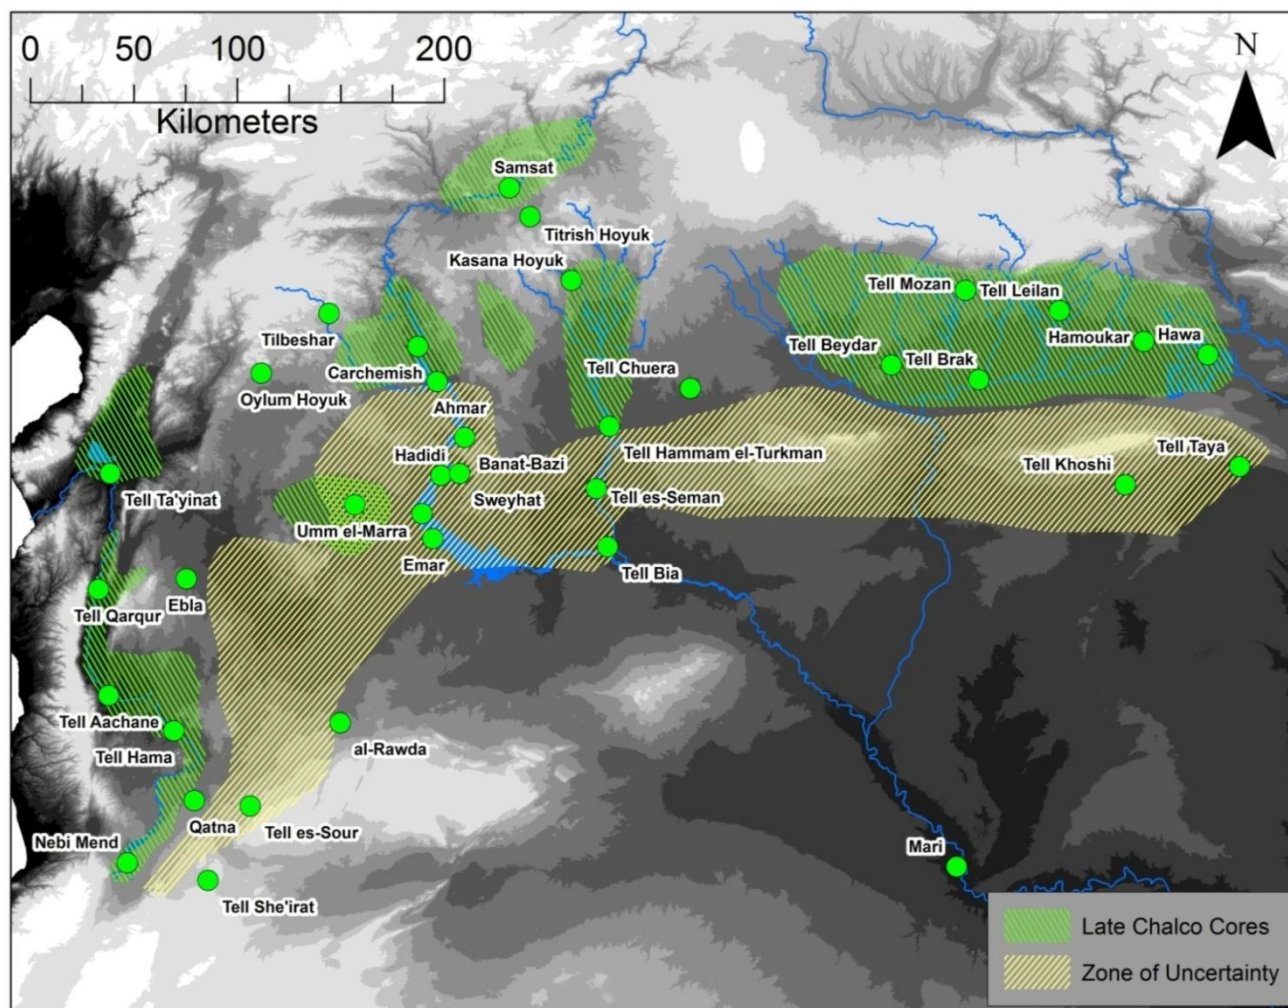 0 50 100 200
Kilometers
N
Samsat
Titrish Hoyuk
Kasana Hoyuk
Tell Mozan
Tell Leilan
Tilbeshar
Hamoukar
Hawa
Tell Beydar
Tell Brak
Carchemish
Tell Chuera
Oylum Hoyuk
Ahmar
Hadidi
Banat-Bazi
Tell Hammam el-Turkman
Tell Taya
Tell Khoshi
Tell Ta'yinat
Sweyhat
Tell es-Seman
Umm el-Marra
Emar
Tell Bia
Ebla
Tell Qarqur
Tell Aachane
al-Rawda
Tell Hama
Qatna
Tell es-Sour
Nebi Mend
Mari
Tell She'irat
Late Chalco Cores
Zone of Uncertainty